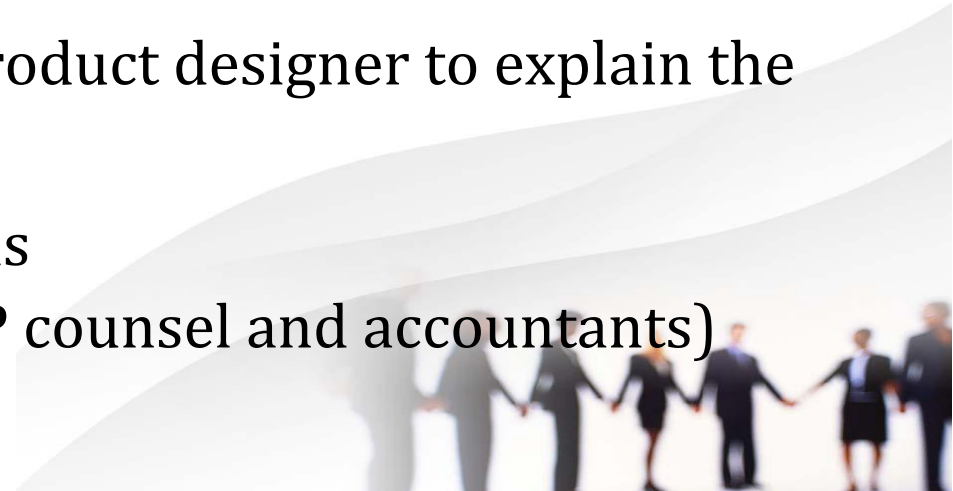 roduct designer to explain the
s
counsel and accountants)